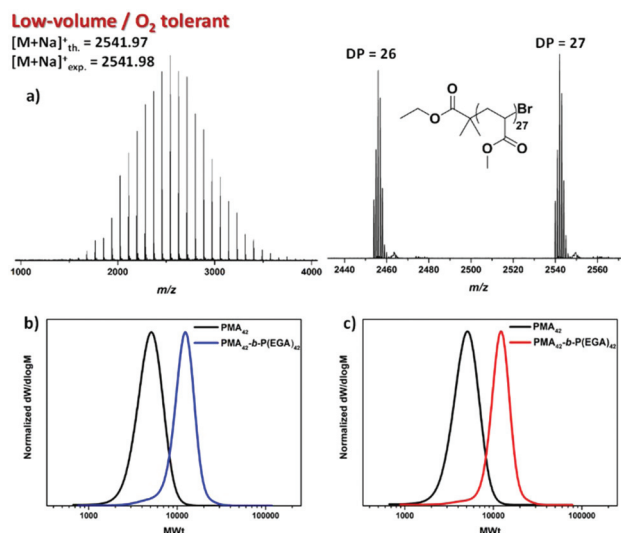 Low-volume / O₂ tolerant
[M+Na]⁺th. = 2541.97
[M+Na]⁺exp. = 2541.98
a)
1000 2000 3000 4000
m/z
DP = 26
DP = 27
O
O
Br
27
O
O
2440 2460 2480 2500 2520 2540 2560
m/z
b)
PMA₄₂
PMA₄₂-b-P(EGA)₄₂
Normalized dW/dlogM
1000 10000 100000
MWt
c)
PMA₄₂
PMA₄₂-b-P(EGA)₄₂
Normalized dW/dlogM
1000 10000 100000
MWt